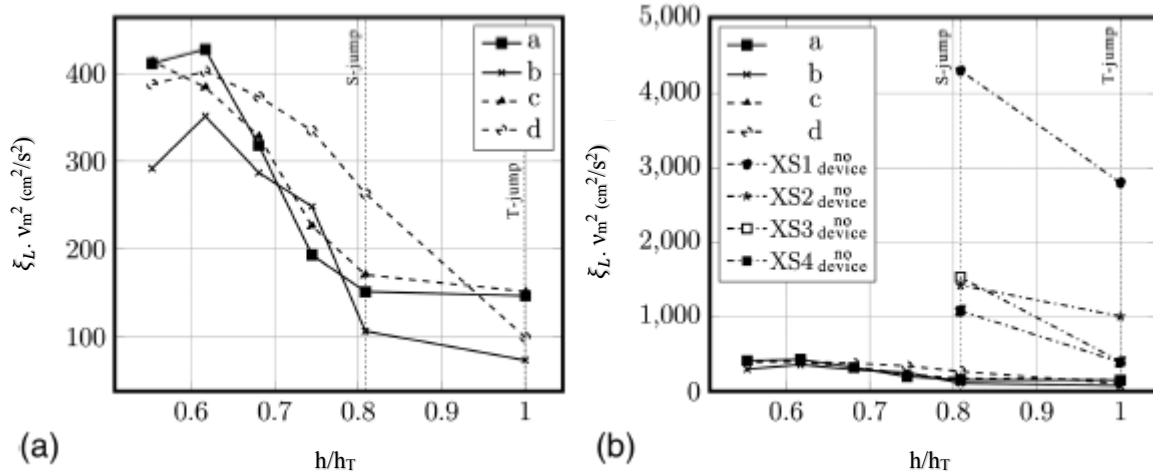 400
300
200
100
0.6 0.7 0.8 0.9 1
ξL. νm² (cm²/s²)
h/hT
S-jump
T-jump
a
b
c
d
(a)
5,000
4,000
3,000
2,000
1,000
0
0.6 0.7 0.8 0.9 1
ξL. νm² (cm²/s²)
h/hT
S-jump
T-jump
a
b
c
d
XS1 no device
XS2 no device
XS3 no device
XS4 no device
(b)